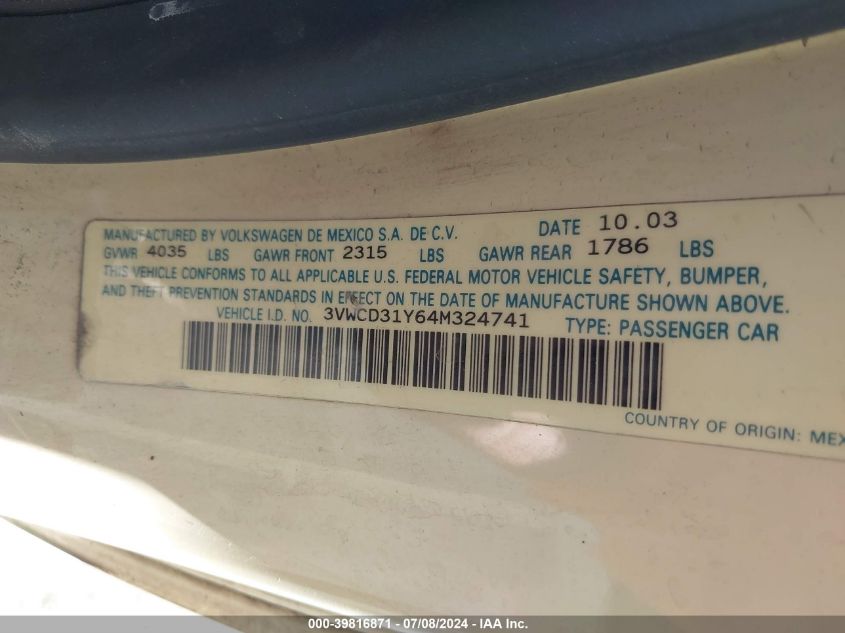 MANUFACTURED BY VOLKSWAGEN DE MEXICO S.A. DE C.V. DATE 10.03
GVWR 4035 LBS GAWR FRONT 2315 LBS GAWR REAR 1786 LBS
THIS VEHICLE CONFORMS TO ALL APPLICABLE U.S. FEDERAL MOTOR VEHICLE SAFETY, BUMPER,
AND THEFT PREVENTION STANDARDS IN EFFECT ON THE DATE OF MANUFACTURE SHOWN ABOVE.
VEHICLE I.D. NO. 3VWCD31Y64M324741 TYPE: PASSENGER CAR
COUNTRY OF ORIGIN: MEX
000-39816871 - 07/08/2024 - IAA Inc.